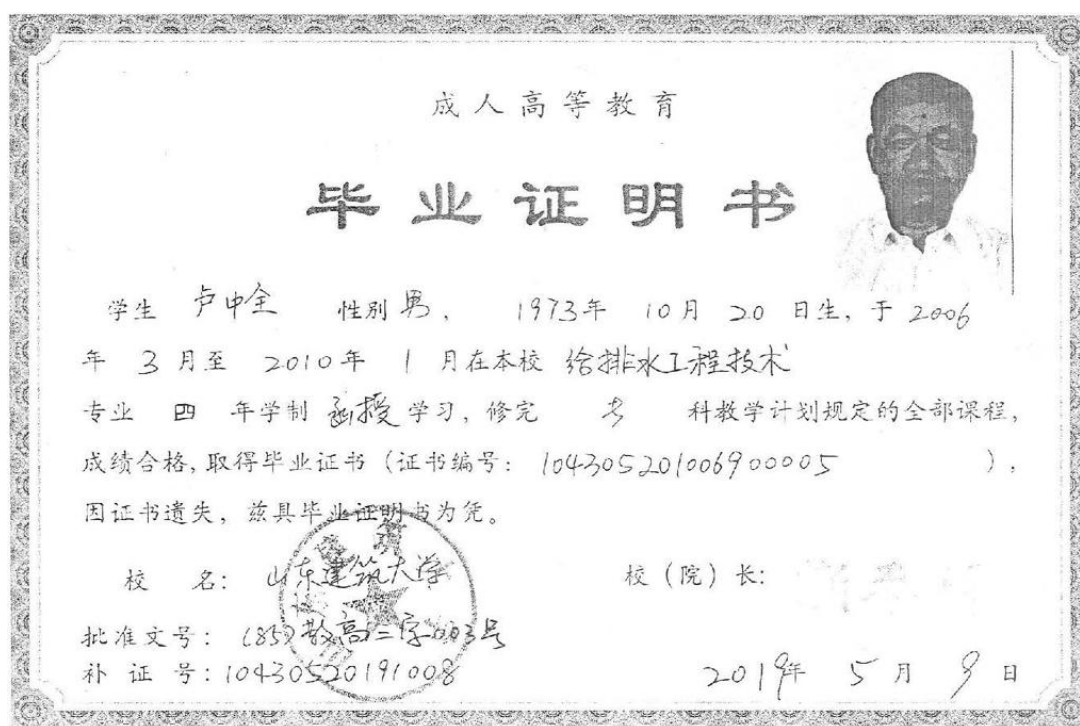 成人高等教育
毕业证明书
学生 卢中全 性别 男, 1973年 10月 20 日生, 于 2006
年 3 月至 2010年 1 月在本校 给排水工程技术
专业 四 年学制 函授 学习, 修完 专 科教学计划规定的全部课程,
成绩合格, 取得毕业证书 (证书编号: 104305201006900005 ),
因证书遗失, 兹具毕业证明书为凭。
校 名: 山东建筑大学 校 (院) 长:
批准文号: (85) 教高二字003号
补 证 号: 10430520191008 2019年 5 月 9 日